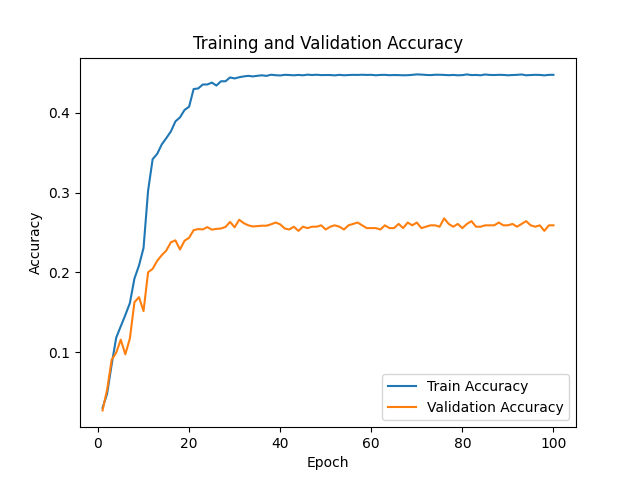 Training and Validation Accuracy
Accuracy
0.4
0.3
0.2
0.1
Train Accuracy
Validation Accuracy
0 20 40 60 80 100
Epoch